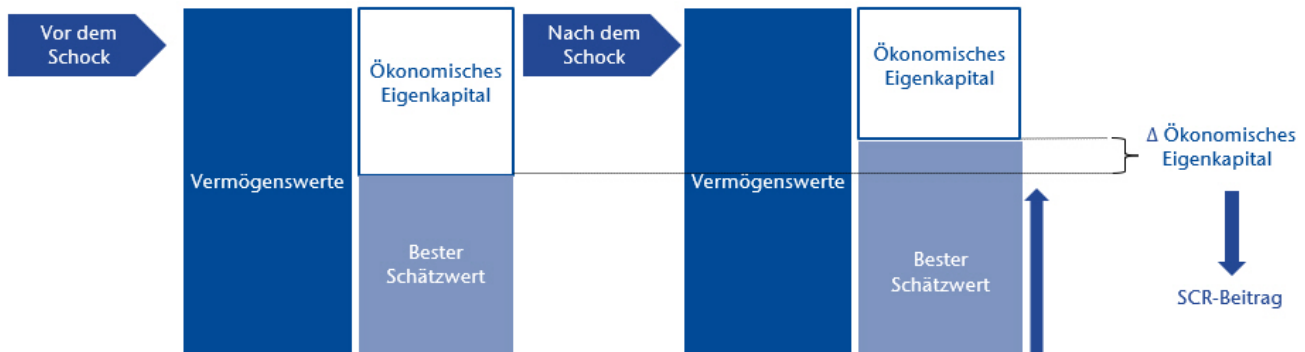 Vor dem
Schock
Vermögenswerte
Ökonomisches
Eigenkapital
Bester
Schätzwert
Nach dem
Schock
Vermögenswerte
Ökonomisches
Eigenkapital
Bester
Schätzwert
Δ Ökonomisches
Eigenkapital
SCR-Beitrag